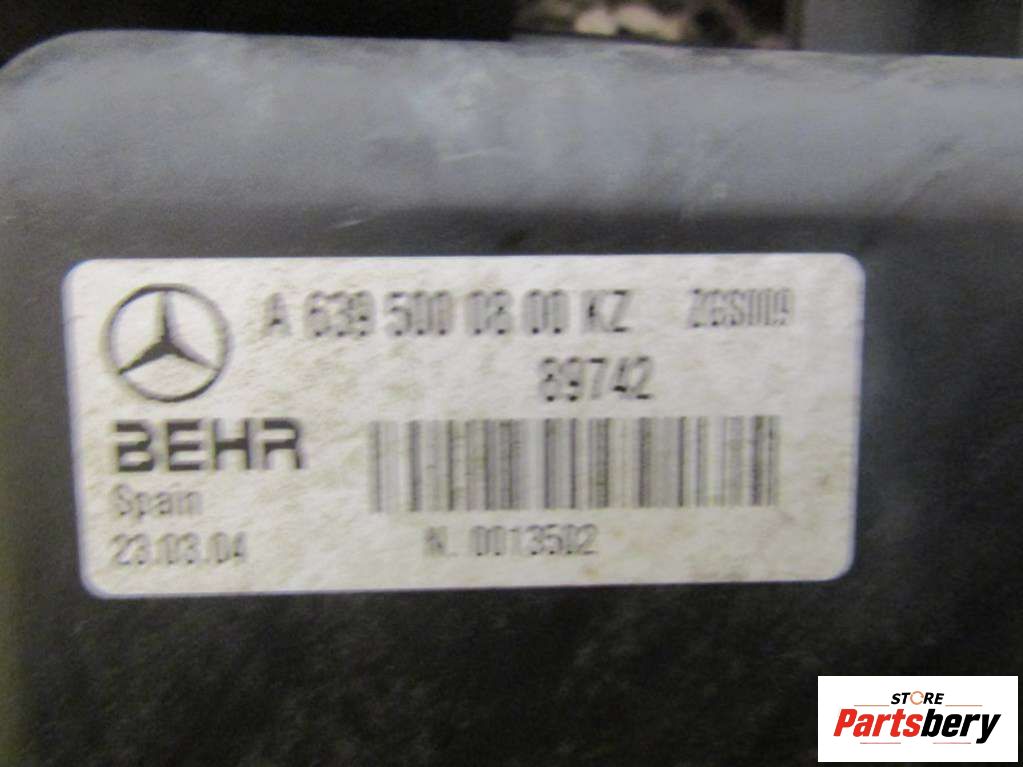 A 639 500 08 00 KZ ZGS009
89742
BEHR
Spain
23.03.04
N. 0013502
STORE
Partsbery